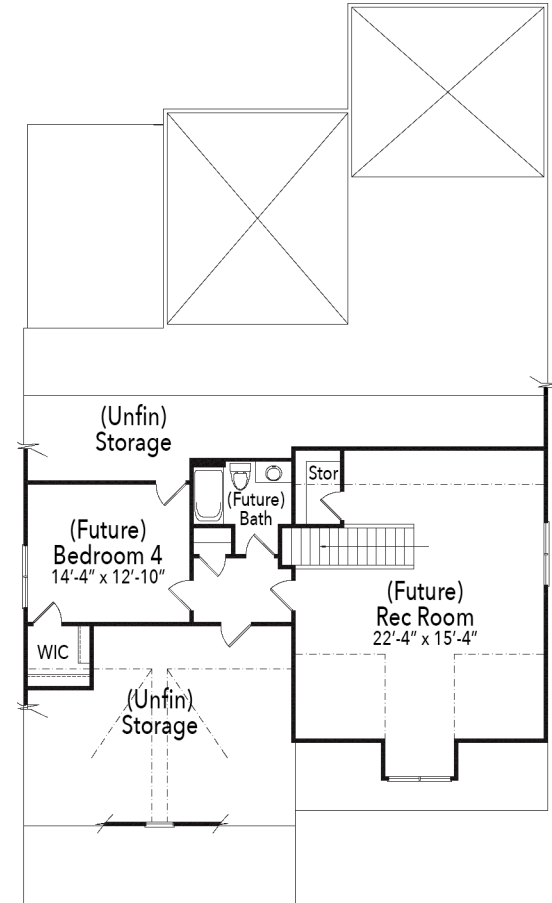 (Unfin)
Storage
Stor
(Future)
Bath
(Future)
Bedroom 4
14'-4" x 12'-10"
(Future)
Rec Room
22'-4" x 15'-4"
WIC
(Unfin)
Storage